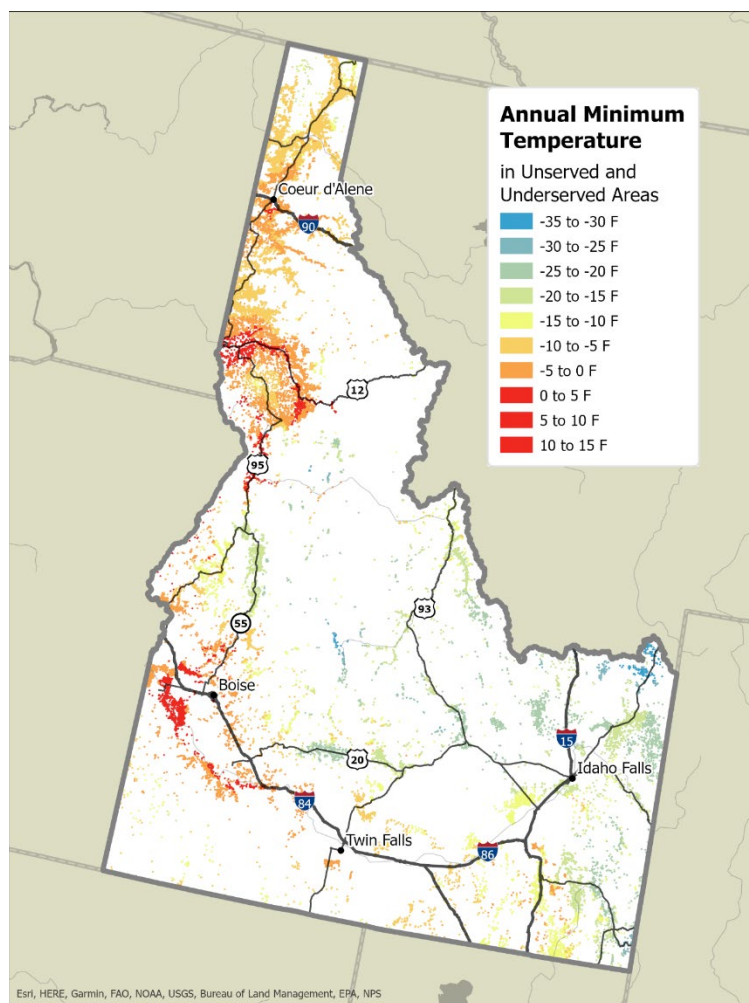 Annual Minimum
Temperature
in Unserved and
Underserved Areas
-35 to -30 F
-30 to -25 F
-25 to -20 F
-20 to -15 F
-15 to -10 F
-10 to -5 F
-5 to 0 F
0 to 5 F
5 to 10 F
10 to 15 F
Coeur d'Alene
90
12
95
93
55
Boise
15
20
Idaho Falls
84
Twin Falls
86
Esri, HERE, Garmin, FAO, NOAA, USGS, Bureau of Land Management, EPA, NPS